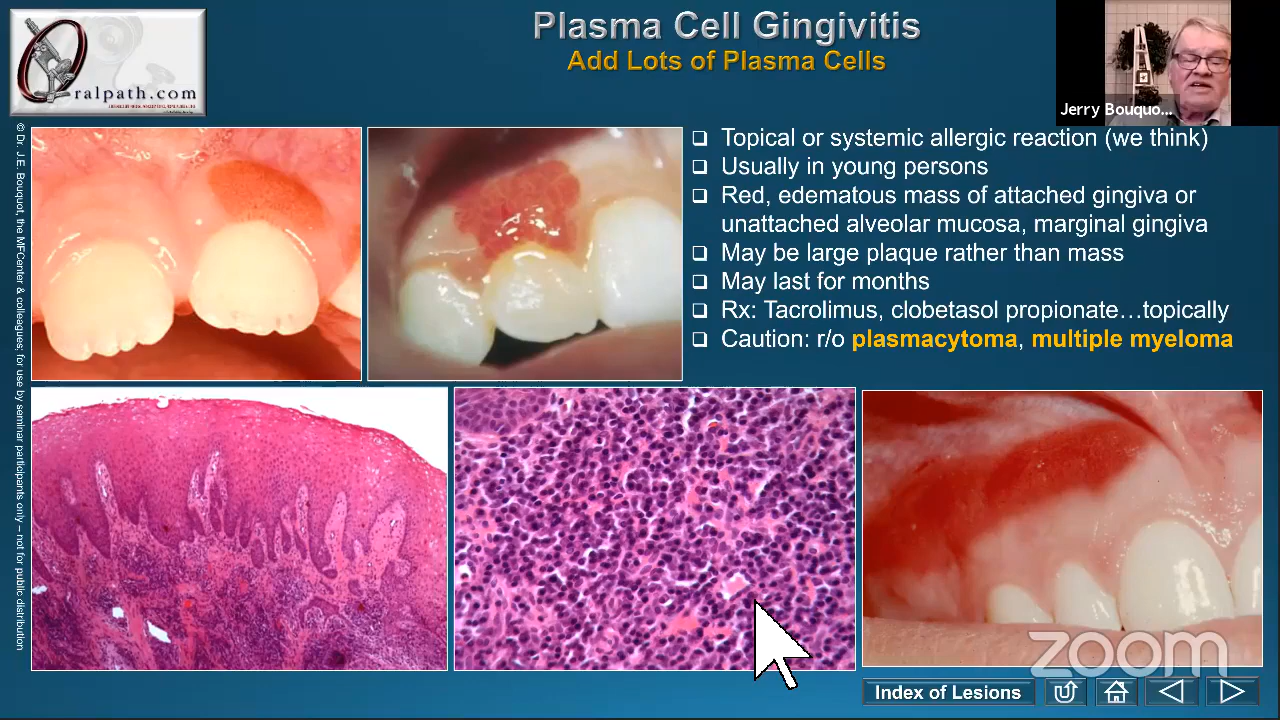 Plasma Cell Gingivitis
Add Lots of Plasma Cells
ralpath.com
Jerry Bouquo...
❑ Topical or systemic allergic reaction (we think)
❑ Usually in young persons
❑ Red, edematous mass of attached gingiva or
unattached alveolar mucosa, marginal gingiva
❑ May be large plaque rather than mass
❑ May last for months
❑ Rx: Tacrolimus, clobetasol propionate…topically
❑ Caution: r/o plasmacytoma, multiple myeloma
© Dr. J.E. Bouquot, the MFCenter & colleagues; for use by seminar participants only – not for public distribution
zoom
Index of Lesions